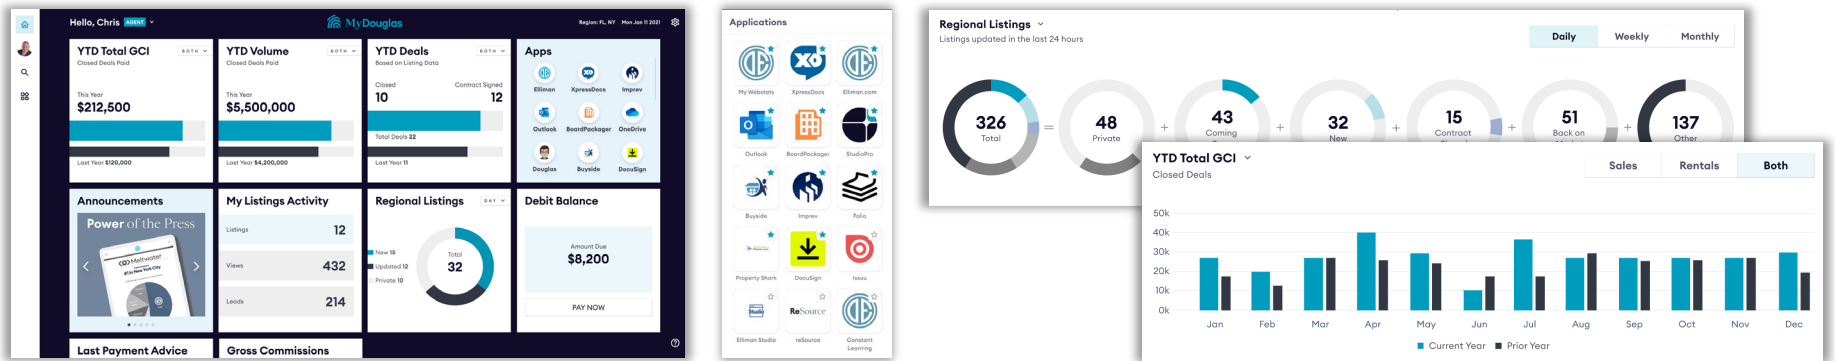 Hello, Chris AGENT
MyDouglas
Region: FL, NY Mon Jan 11 2021
YTD Total GCI
BOTH
Closed Deals Paid
This Year
$212,500
Last Year $120,000
YTD Volume
BOTH
Closed Deals Paid
This Year
$5,500,000
Last Year $4,200,000
YTD Deals
BOTH
Based on Listing Data
Closed
10
Contract Signed
12
Total Deals 22
Last Year 11
Apps
Elliman XpressDocs Imprev
Outlook BoardPackager OneDrive
Douglas Buyside DocuSign
Announcements
Power of the Press
Meltwater
#1 in New York City
My Listings Activity
Listings 12
Views 432
Leads 214
Regional Listings
DAY
New 15
Updated 12
Private 10
Total
32
Debit Balance
Amount Due
$8,200
PAY NOW
Last Payment Advice
Gross Commissions
Applications
My Webstats XpressDocs Elliman.com
Outlook BoardPackager StudioPro
Buyside Imprev Folio
Property Shark DocuSign Issuu
Studio
ReSource
Elliman Studio reSource Constant
Learning
Regional Listings
Listings updated in the last 24 hours
Daily Weekly Monthly
326
Total
=
48
Private
+
43
Coming
+
32
New
+
15
Contract
+
51
Back on
+
137
Other
YTD Total GCI
Closed Deals
Sales Rentals Both
50k
40k
30k
20k
10k
0k
Jan Feb Mar Apr May Jun Jul Aug Sep Oct Nov Dec
Current Year Prior Year